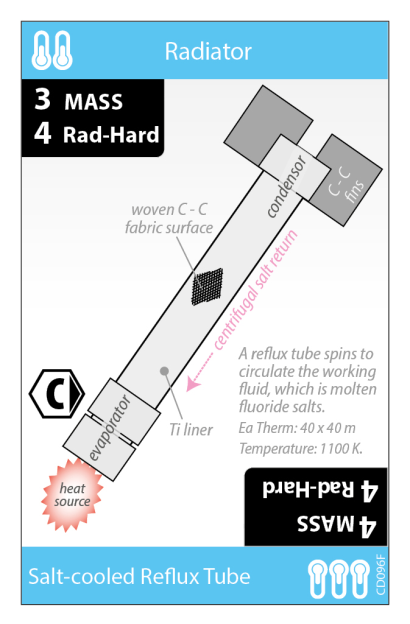 Radiator
3 MASS
4 Rad-Hard
condensor
C - C
fins
woven C - C
fabric surface
centrifugal salt return
A reflux tube spins to
circulate the working
fluid, which is molten
fluoride salts.
Ea Therm: 40 x 40 m
Temperature: 1100 K.
C
evaporator
Ti liner
heat
source
4 MASS
4 Rad-Hard
Salt-cooled Reflux Tube
CD096F